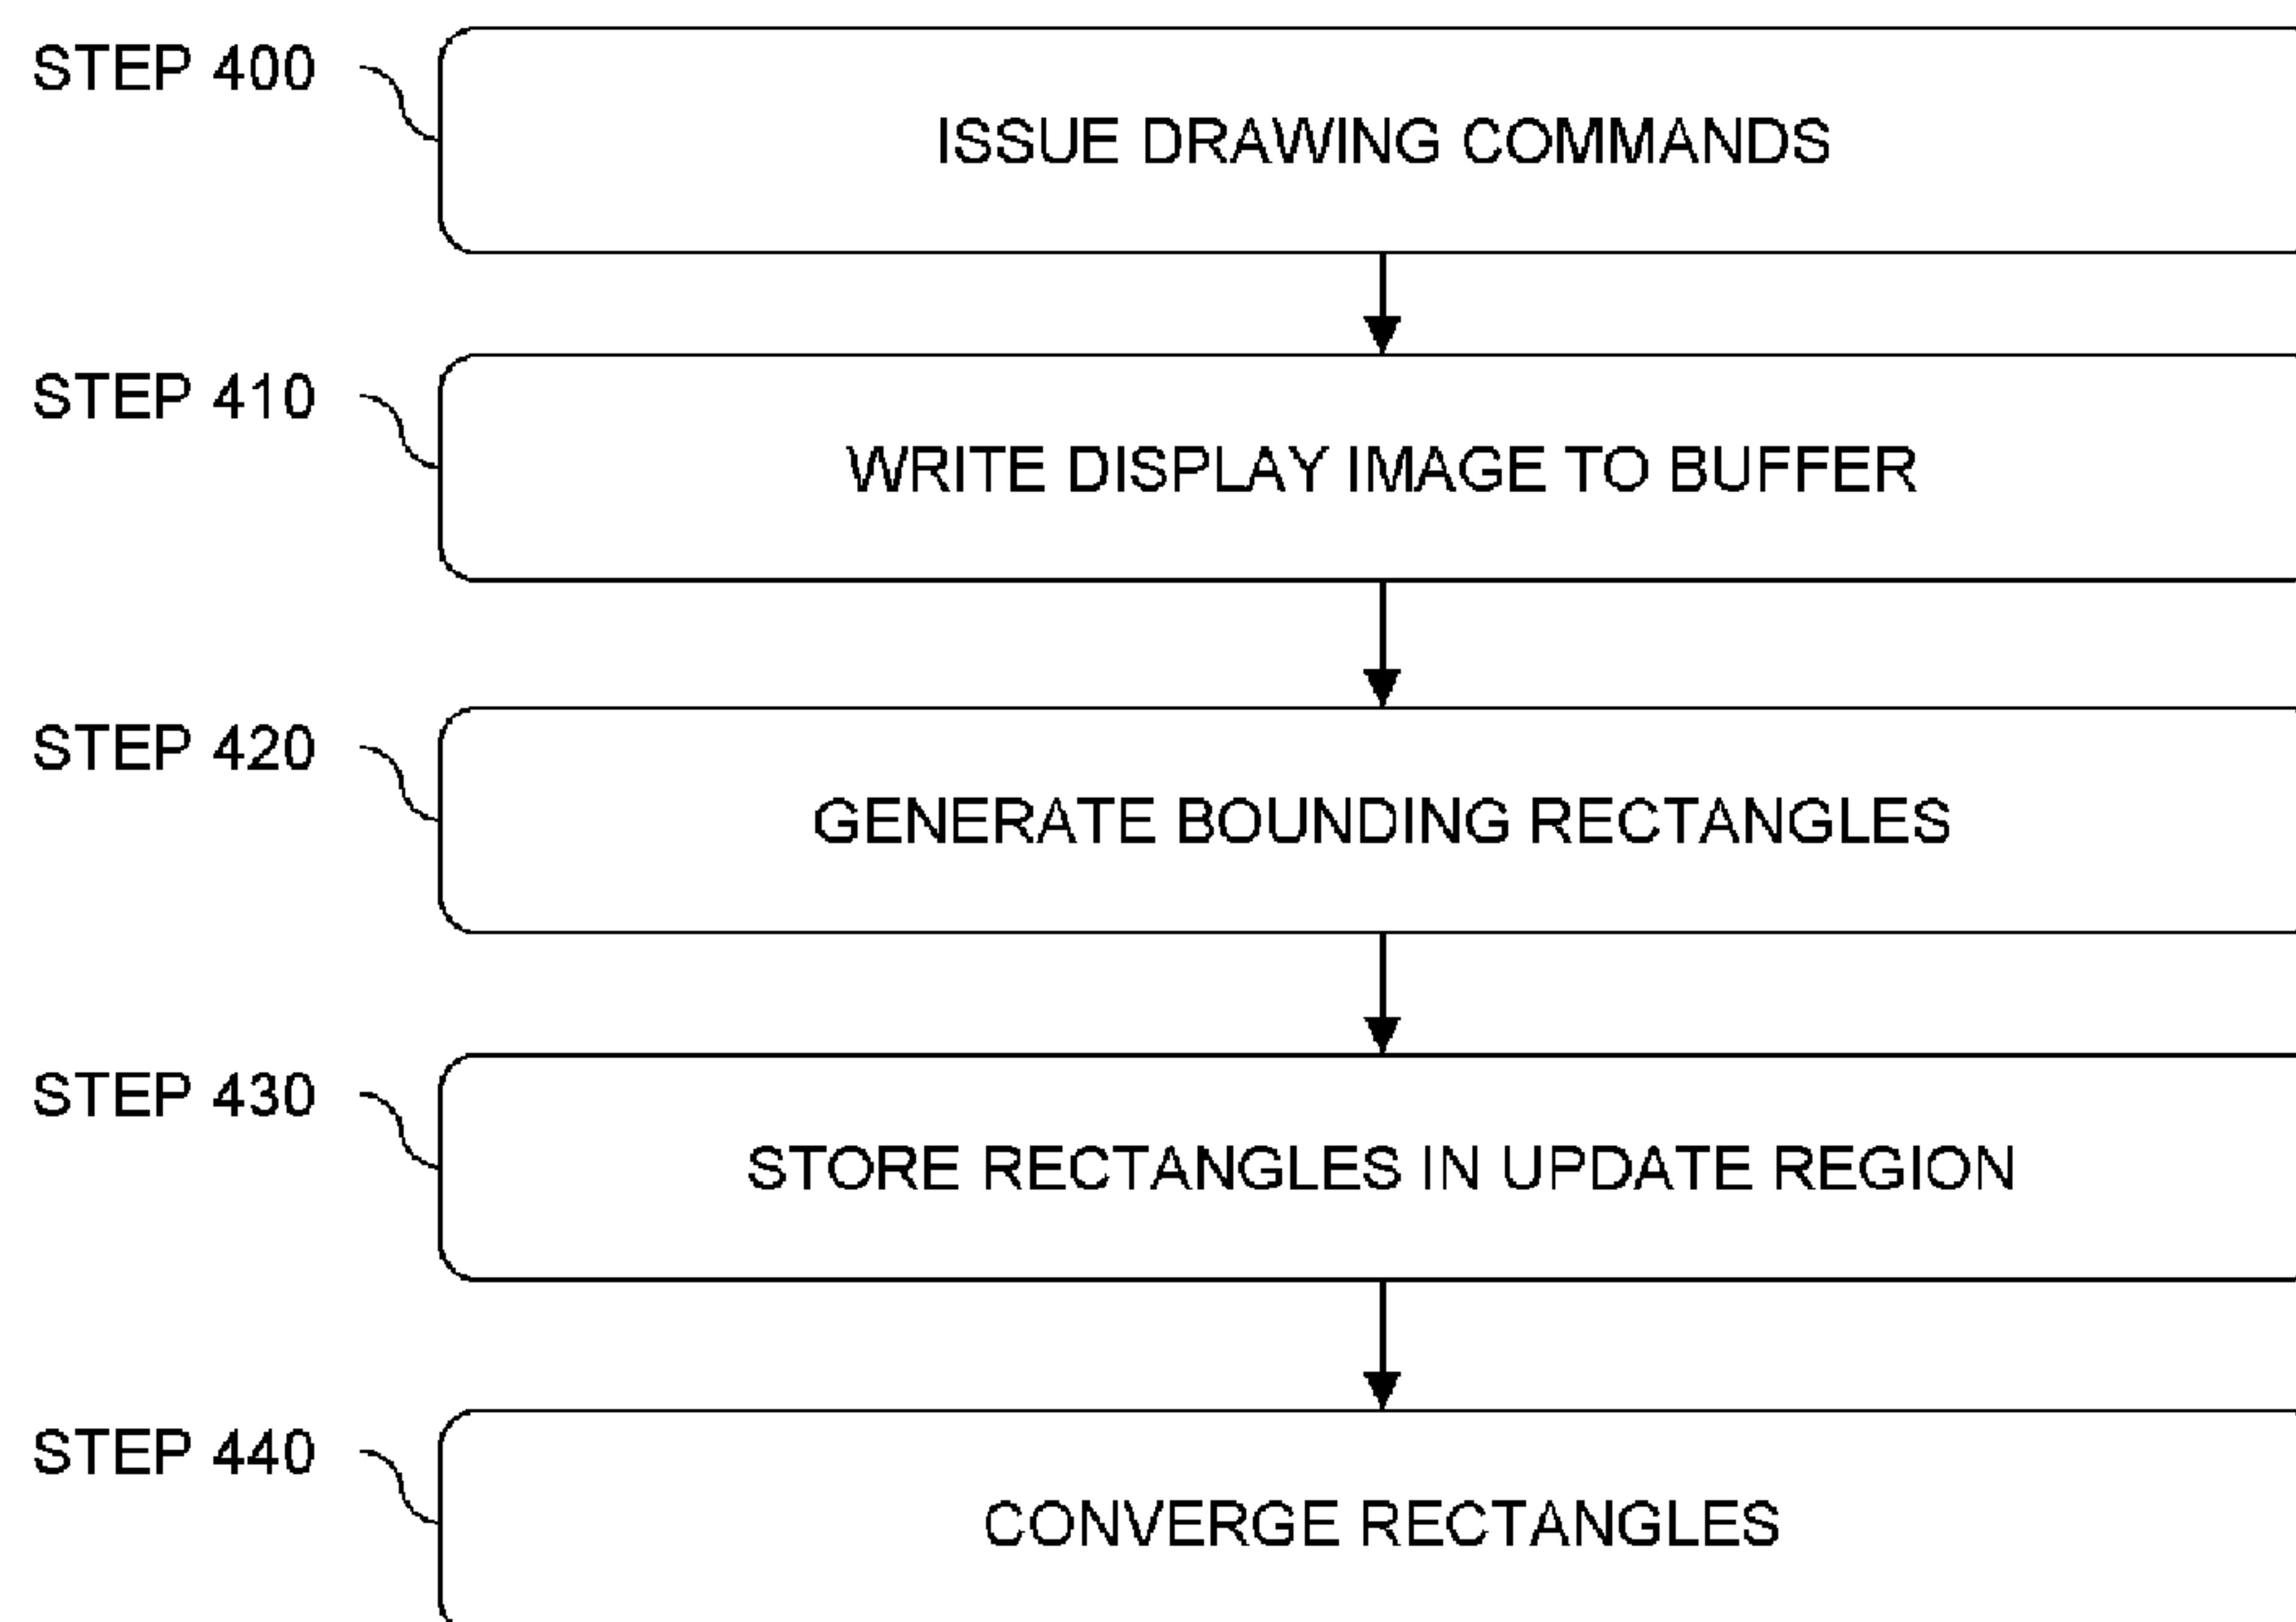 STEP 400
ISSUE DRAWING COMMANDS
STEP 410
WRITE DISPLAY IMAGE TO BUFFER
STEP 420
GENERATE BOUNDING RECTANGLES
STEP 430
STORE RECTANGLES IN UPDATE REGION
STEP 440
CONVERGE RECTANGLES